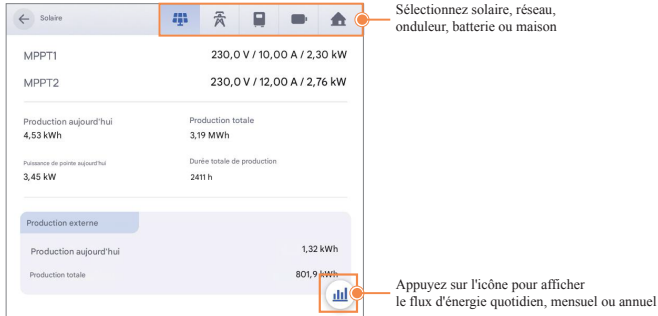 Solaire
Sélectionnez solaire, réseau,
onduleur, batterie ou maison
MPPT1 230,0 V / 10,00 A / 2,30 kW
MPPT2 230,0 V / 12,00 A / 2,76 kW
Production aujourd'hui Production totale
4,53 kWh 3,19 MWh
Puissance de pointe aujourd'hui Durée totale de production
3,45 kW 2411 h
Production externe
Production aujourd'hui 1,32 kWh
Production totale 801,9 kWh
Appuyez sur l'icône pour afficher
le flux d'énergie quotidien, mensuel ou annuel